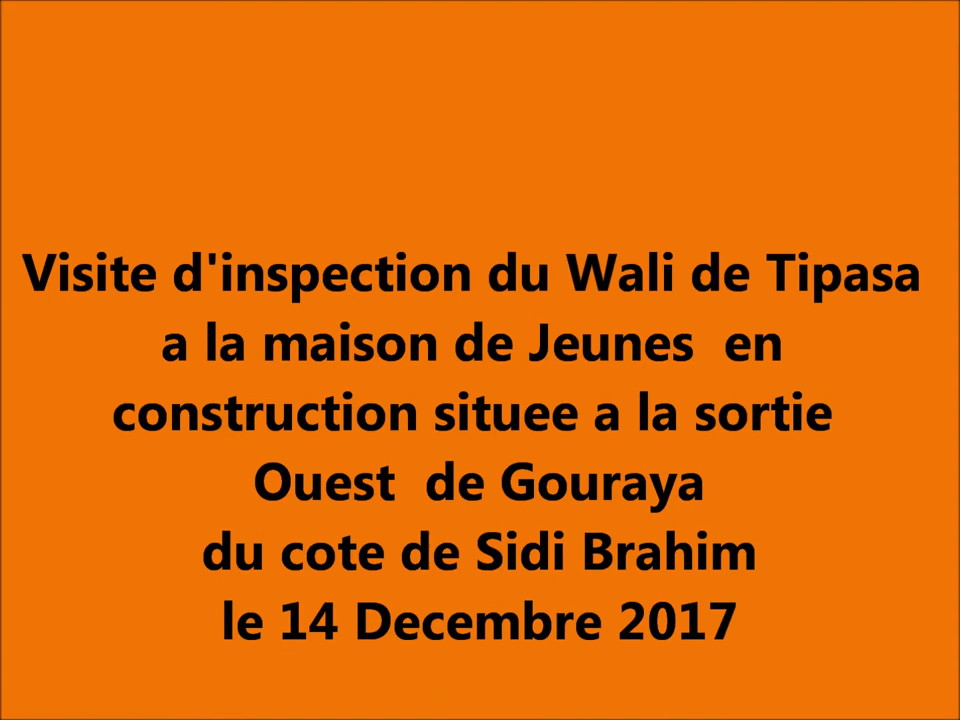 Visite d'inspection du Wali de Tipasa
a la maison de Jeunes  en
construction situee a la sortie
Ouest  de Gouraya
du cote de Sidi Brahim
le 14 Decembre 2017